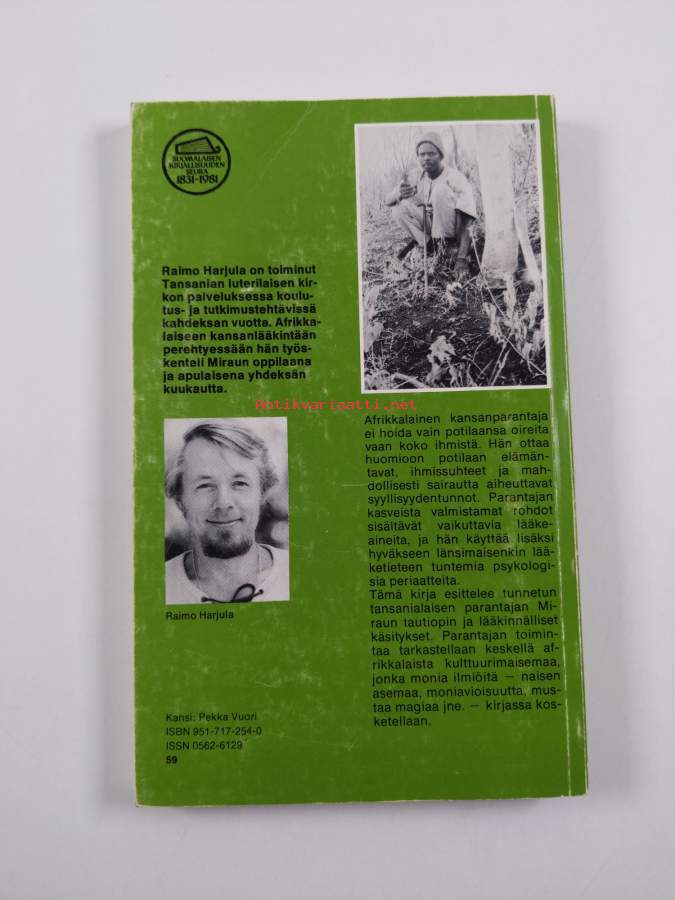 SUOMALAISEN
KIRJALLISUUDEN
SEURA
1831-1981
Raimo Harjula on toiminut
Tansanian luterilaisen kir-
kon palveluksessa koulu-
tus- ja tutkimustehtävissä
kahdeksan vuotta. Afrikka-
laiseen kansanlääkintään
perehtyessään hän työs-
kenteli Miraun oppilaana
ja apulaisena yhdeksän
kuukautta.
Antikvariaatti.net
Raimo Harjula
Afrikkalainen kansanparantaja
ei hoida vain potilaansa oireita
vaan koko ihmistä. Hän ottaa
huomioon potilaan elämän-
tavat, ihmissuhteet ja mah-
dollisesti sairautta aiheuttavat
syyllisyydentunnot. Parantajan
kasveista valmistamat rohdot
sisältävät vaikuttavia lääke-
aineita, ja hän käyttää lisäksi
hyväkseen länsimaisenkin lää-
ketieteen tuntemia psykologi-
sia periaatteita.
Tämä kirja esittelee tunnetun
tansanialaisen parantajan Mi-
raun tautiopin ja lääkinnälliset
käsitykset. Parantajan toimin-
taa tarkastellaan keskellä af-
rikkalaista kulttuurimaisemaa,
jonka monia ilmiöitä — naisen
asemaa, moniavioisuutta, mus-
taa magiaa jne. — kirjassa kos-
ketellaan.
Kansi: Pekka Vuori
ISBN 951-717-254-0
ISSN 0562-6129
59